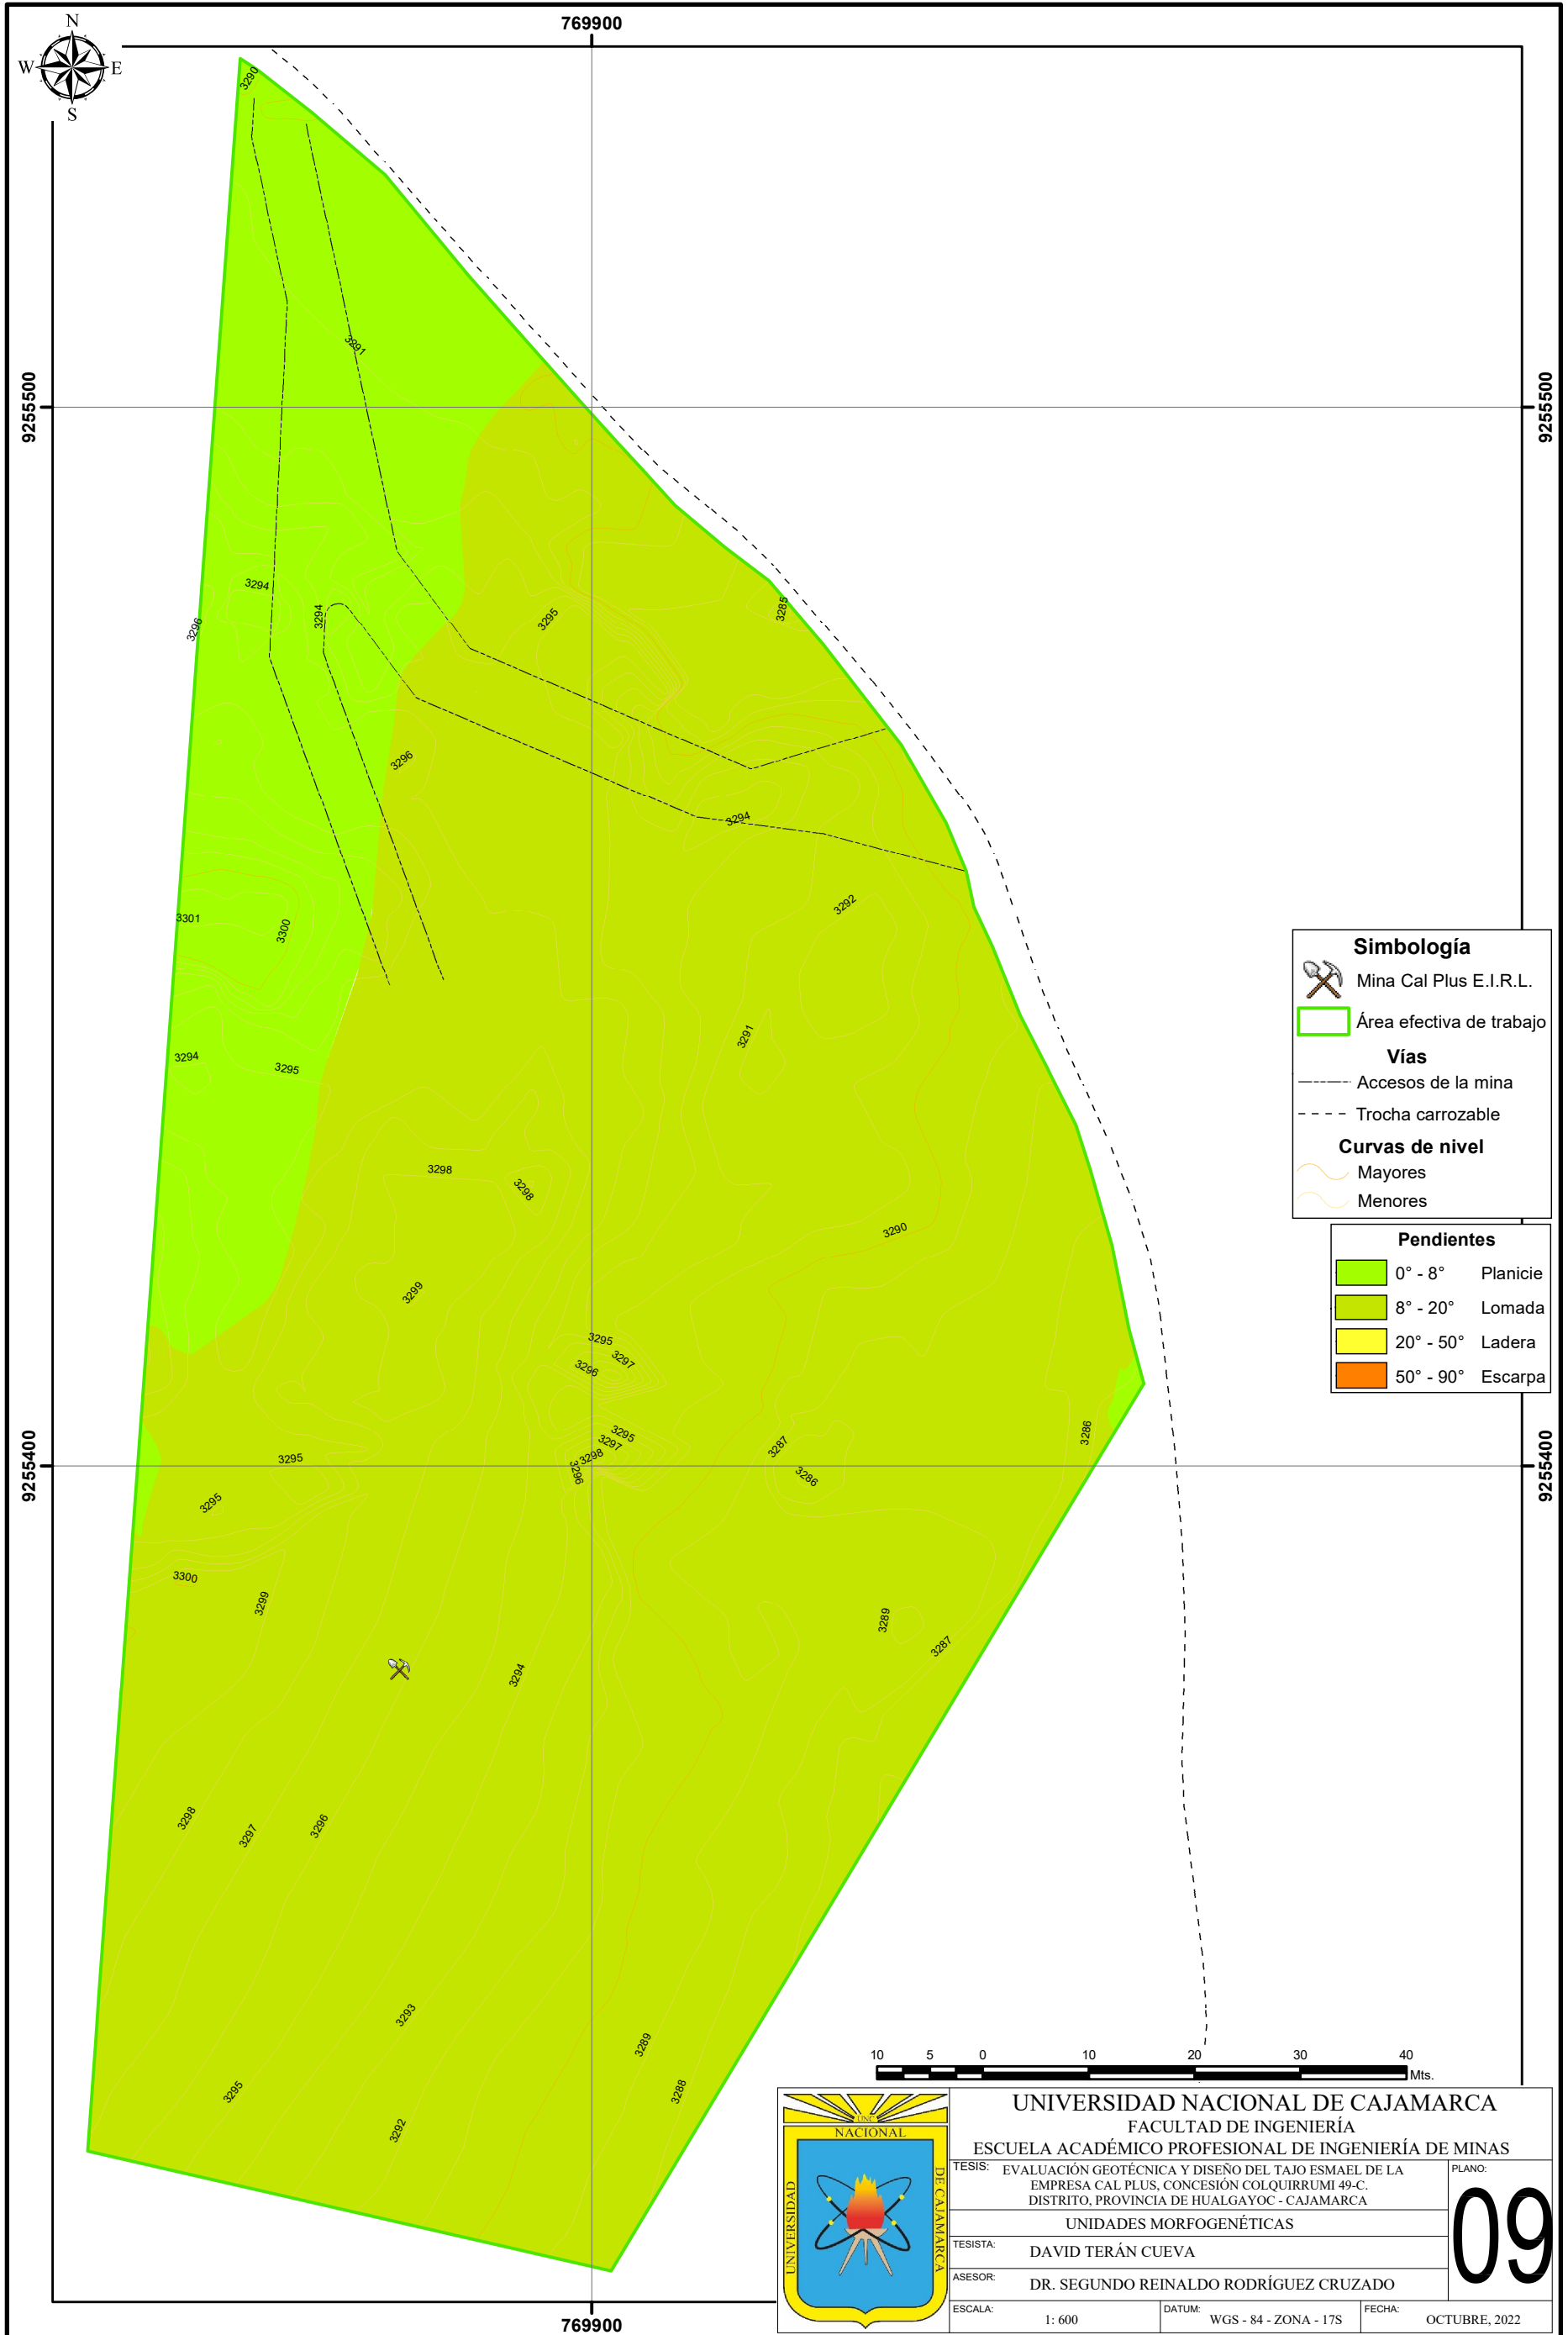 769900
N
W E
S
3290
3291
9255500
9255500
3294
3294
3296
3295
3285
3296
3294
3292
3301
3300
3291
3294
3295
3298
3298
3290
3299
3295
3297
3296
3295
3297
3298
3296
3287
3286
3286
3295
3295
9255400
9255400
3300
3299
3294
3289
3287
3298
3297
3296
3293
3289
3295
3292
3288
Simbología
Mina Cal Plus E.I.R.L.
Área efectiva de trabajo
Vías
Accesos de la mina
Trocha carrozable
Curvas de nivel
Mayores
Menores
Pendientes
0° - 8° Planicie
8° - 20° Lomada
20° - 50° Ladera
50° - 90° Escarpa
10 5 0 10 20 30 40
Mts.
UNC
NACIONAL
UNIVERSIDAD
DE CAJAMARCA
UNIVERSIDAD NACIONAL DE CAJAMARCA
FACULTAD DE INGENIERÍA
ESCUELA ACADÉMICO PROFESIONAL DE INGENIERÍA DE MINAS
TESIS: EVALUACIÓN GEOTÉCNICA Y DISEÑO DEL TAJO ESMAEL DE LA
EMPRESA CAL PLUS, CONCESIÓN COLQUIRRUMI 49-C.
DISTRITO, PROVINCIA DE HUALGAYOC - CAJAMARCA
PLANO:
09
UNIDADES MORFOGENÉTICAS
TESISTA: DAVID TERÁN CUEVA
ASESOR: DR. SEGUNDO REINALDO RODRÍGUEZ CRUZADO
ESCALA: 1: 600
DATUM: WGS - 84 - ZONA - 17S
FECHA: OCTUBRE, 2022
769900